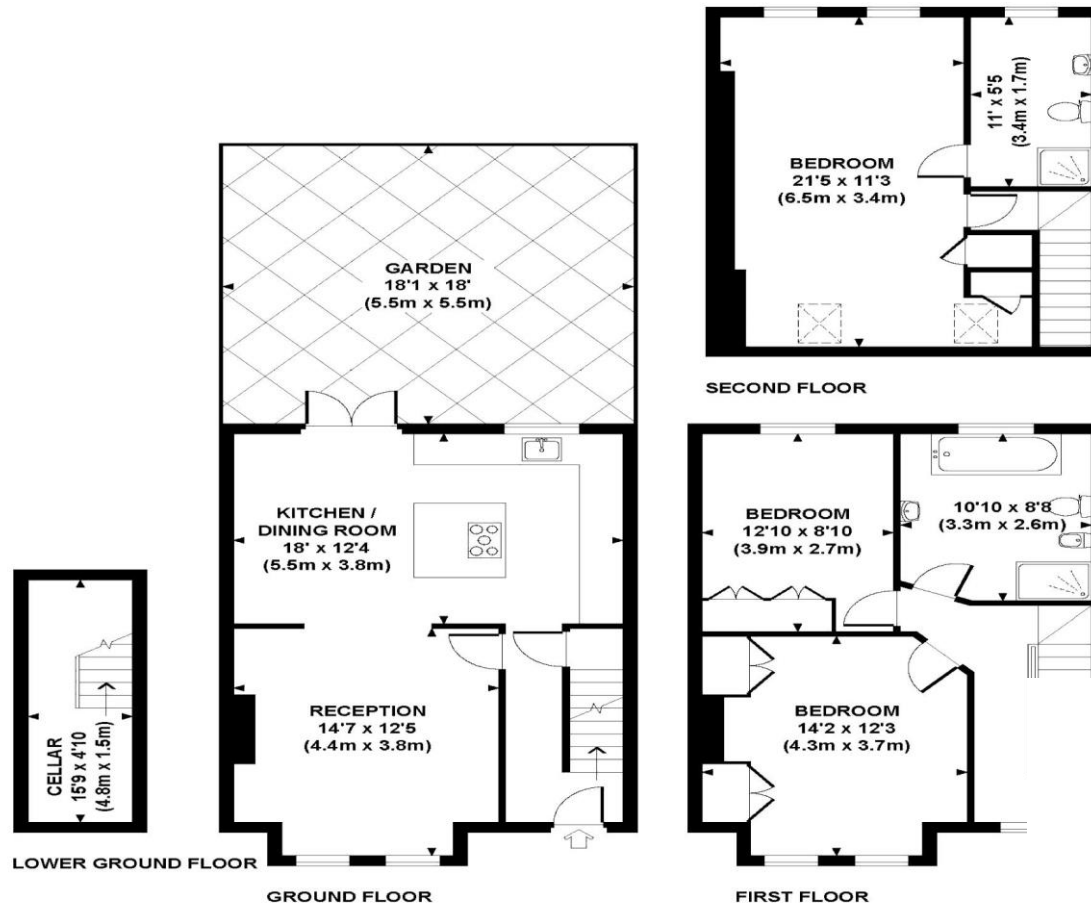 BEDROOM
21'5 x 11'3
(6.5m x 3.4m)
11' x 5'5
(3.4m x 1.7m)
SECOND FLOOR
GARDEN
18'1 x 18'
(5.5m x 5.5m)
KITCHEN /
DINING ROOM
18' x 12'4
(5.5m x 3.8m)
RECEPTION
14'7 x 12'5
(4.4m x 3.8m)
GROUND FLOOR
CELLAR
15'9 x 4'10
(4.8m x 1.5m)
LOWER GROUND FLOOR
BEDROOM
12'10 x 8'10
(3.9m x 2.7m)
10'10 x 8'8
(3.3m x 2.6m)
BEDROOM
14'2 x 12'3
(4.3m x 3.7m)
FIRST FLOOR